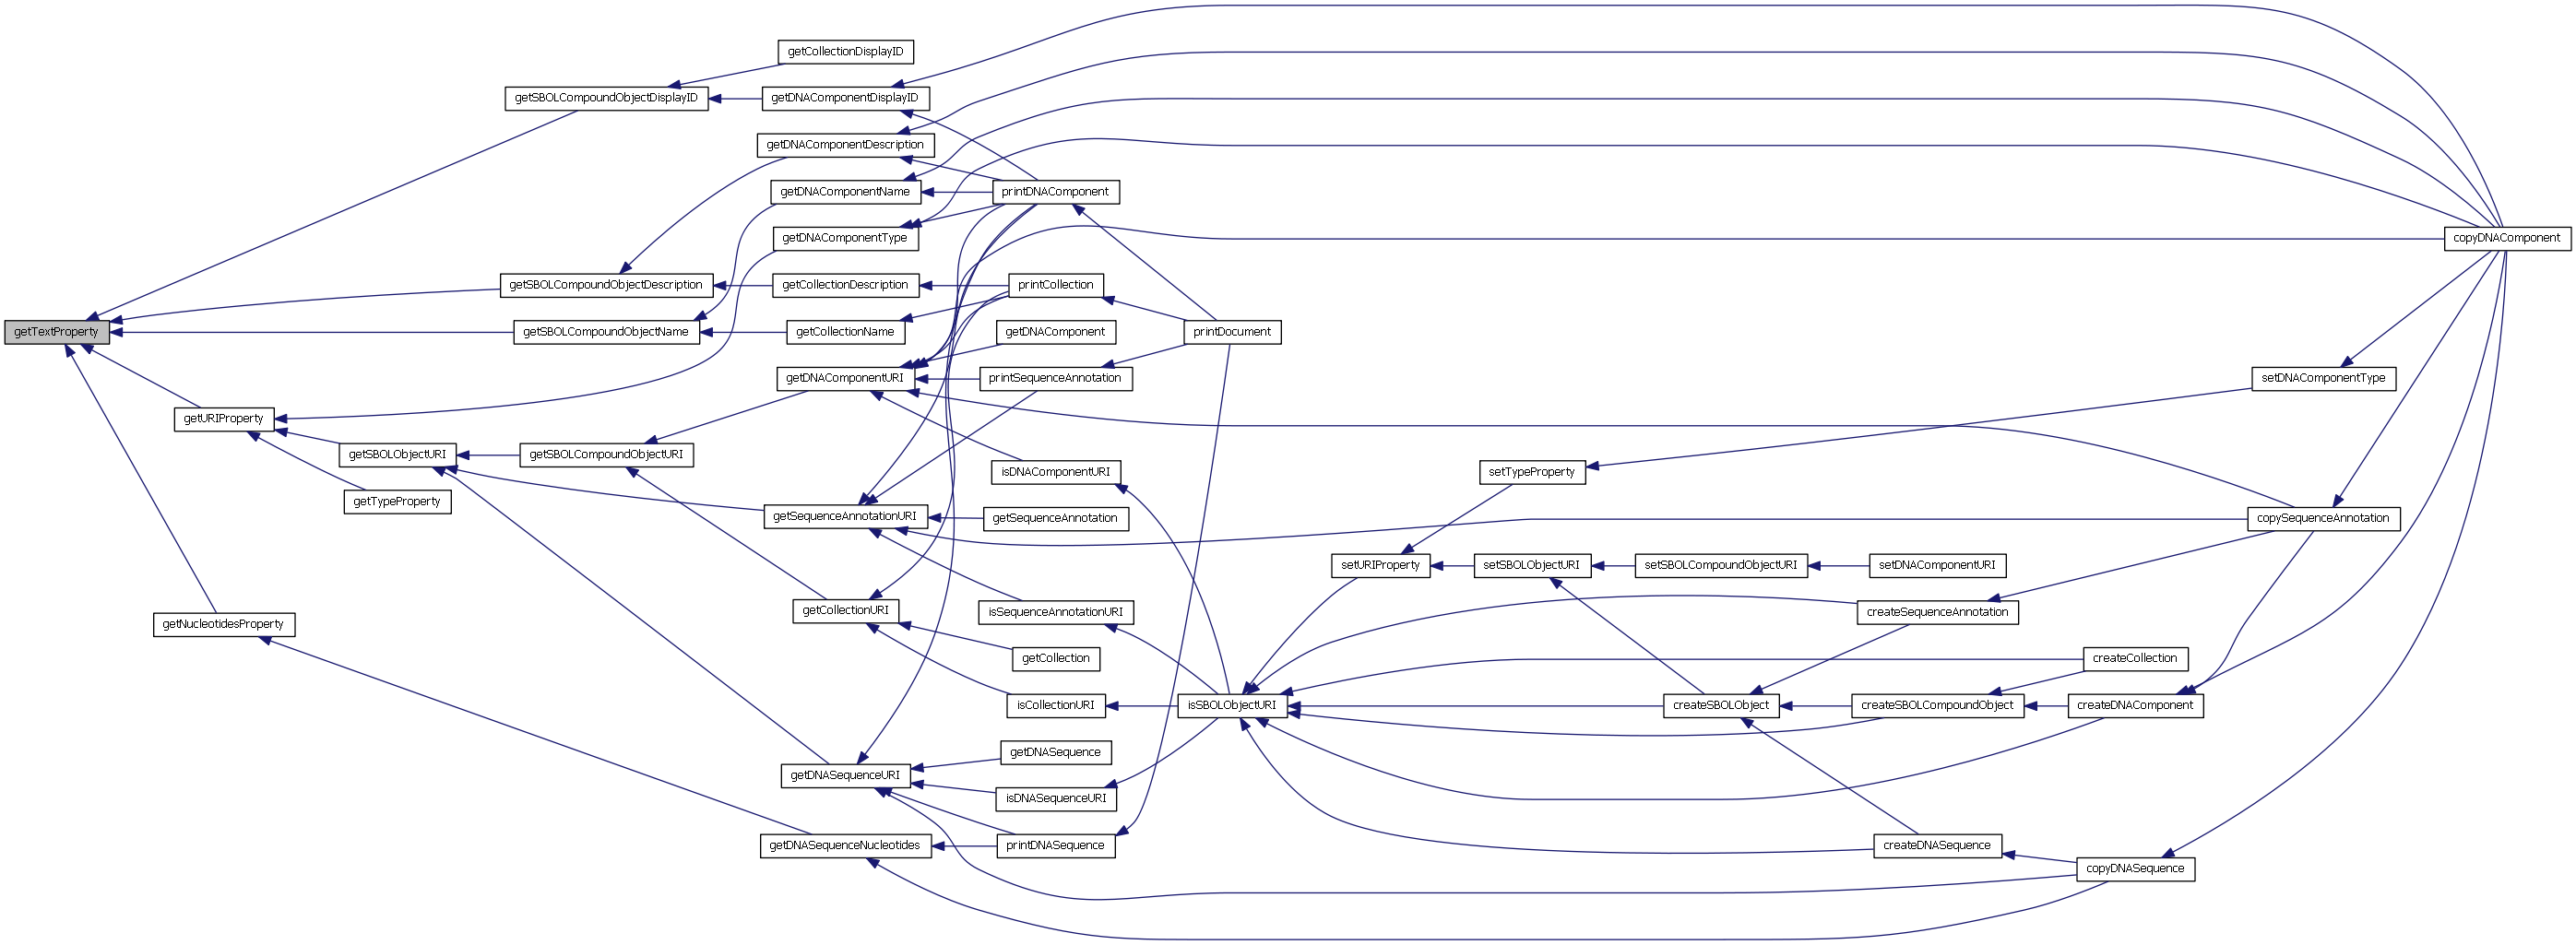 getTextProperty
getURIProperty
getNucleotidesProperty
getSBOLObjectURI
getTypeProperty
getSBOLCompoundObjectDisplayID
getSBOLCompoundObjectDescription
getSBOLCompoundObjectName
getSBOLCompoundObjectURI
getCollectionDisplayID
getDNAComponentDisplayID
getDNAComponentDescription
getDNAComponentName
getDNAComponentType
getCollectionDescription
getCollectionName
getDNAComponentURI
getSequenceAnnotationURI
getCollectionURI
getDNASequenceURI
getDNASequenceNucleotides
printDNAComponent
printCollection
getDNAComponent
printSequenceAnnotation
isDNAComponentURI
getSequenceAnnotation
isSequenceAnnotationURI
getCollection
isCollectionURI
getDNASequence
isDNASequenceURI
printDNASequence
printDocument
isSBOLObjectURI
setURIProperty
setTypeProperty
setSBOLObjectURI
setSBOLCompoundObjectURI
createSBOLObject
setDNAComponentURI
createSequenceAnnotation
createSBOLCompoundObject
createDNASequence
createCollection
createDNAComponent
copyDNASequence
setDNAComponentType
copySequenceAnnotation
copyDNAComponent